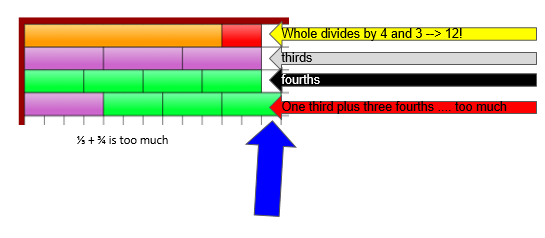 Whole divides by 4 and 3 --> 12!
thirds
fourths
One third plus three fourths .... too much
⅓ + ¾ is too much